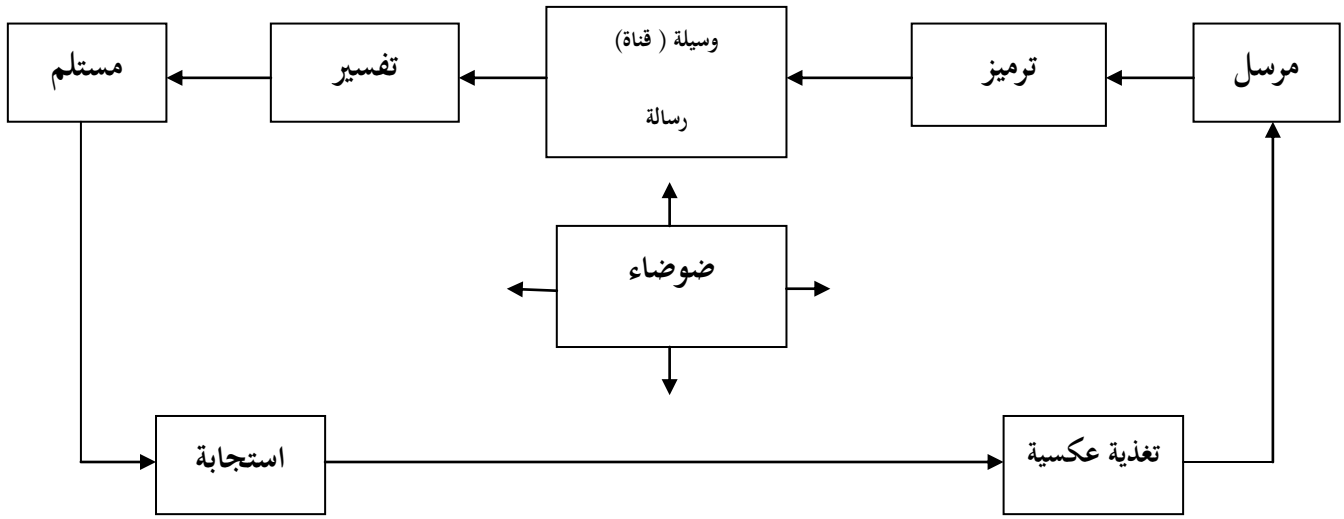 مرسل
ترميز
وسيلة ( قناة)
رسالة
تفسير
مستلم
ضوضاء
استجابة
تغذية عكسية